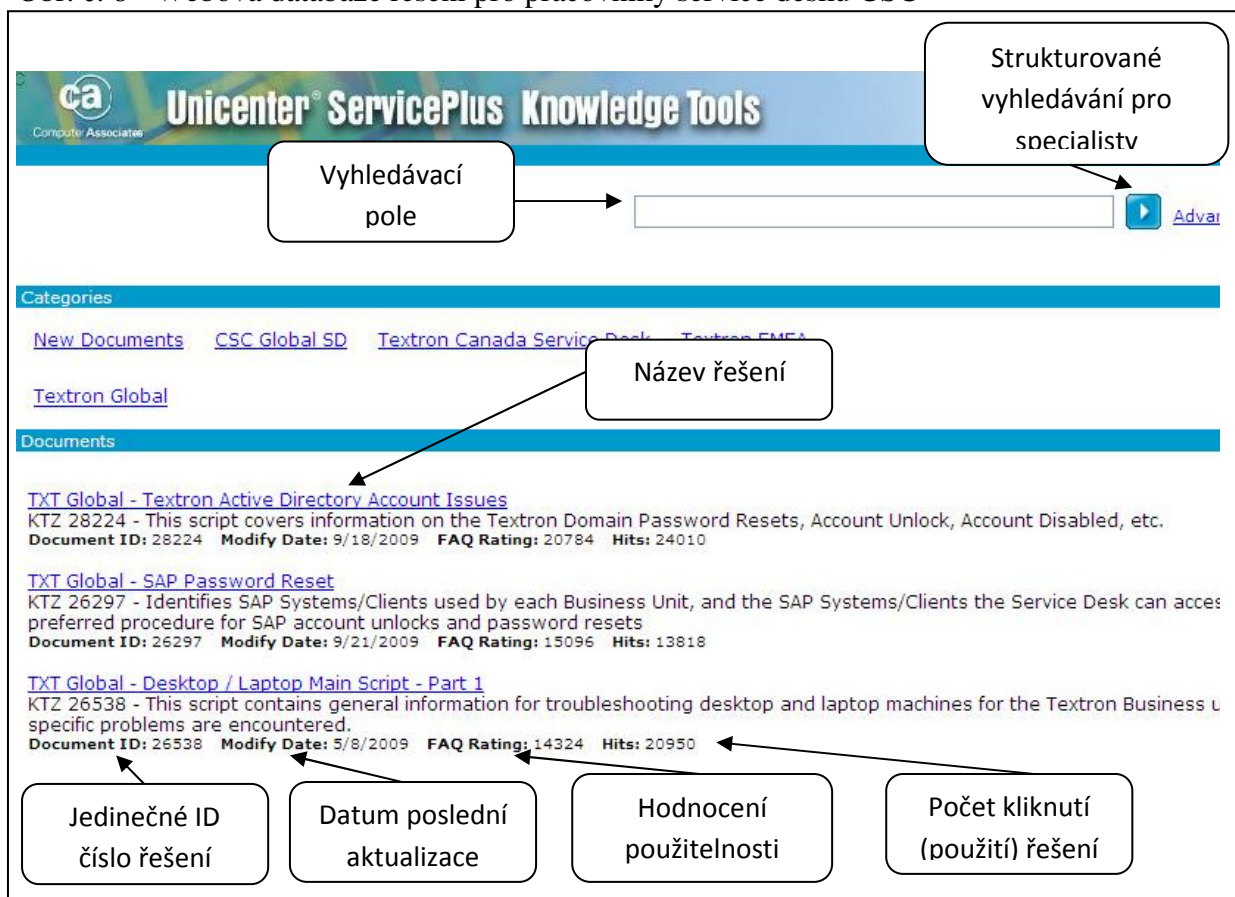 Strukturované
vyhledávání pro
specialisty
ca
Computer Associates
Unicenter® ServicePlus Knowledge Tools
Vyhledávací
pole
Advan
Categories
New Documents CSC Global SD Textron Canada Service Desk Textron EMEA
Název řešení
Textron Global
Documents
TXT Global - Textron Active Directory Account Issues
KTZ 28224 - This script covers information on the Textron Domain Password Resets, Account Unlock, Account Disabled, etc.
Document ID: 28224 Modify Date: 9/18/2009 FAQ Rating: 20784 Hits: 24010
TXT Global - SAP Password Reset
KTZ 26297 - Identifies SAP Systems/Clients used by each Business Unit, and the SAP Systems/Clients the Service Desk can acces
preferred procedure for SAP account unlocks and password resets
Document ID: 26297 Modify Date: 9/21/2009 FAQ Rating: 15096 Hits: 13818
TXT Global - Desktop / Laptop Main Script - Part 1
KTZ 26538 - This script contains general information for troubleshooting desktop and laptop machines for the Textron Business u
specific problems are encountered.
Document ID: 26538 Modify Date: 5/8/2009 FAQ Rating: 14324 Hits: 20950
Jedinečné ID
číslo řešení
Datum poslední
aktualizace
Hodnocení
použitelnosti
Počet kliknutí
(použití) řešení